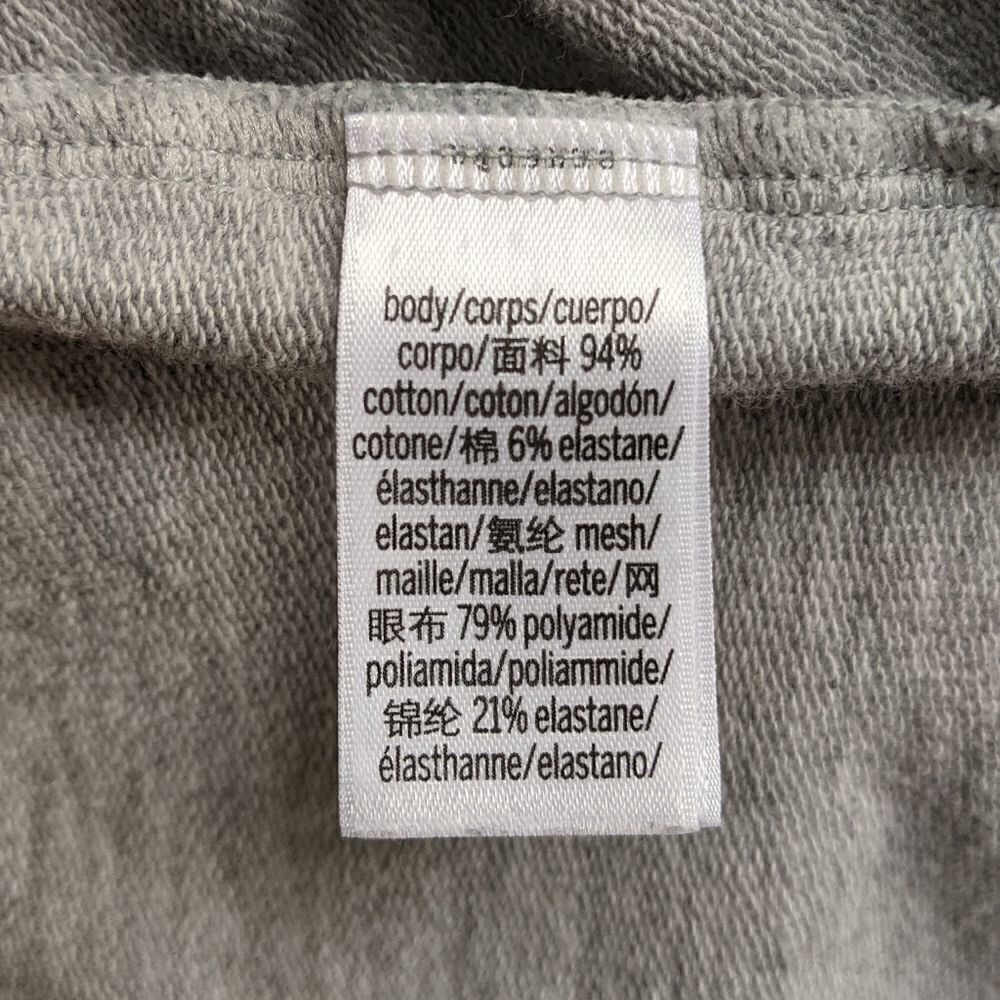 body/corps/cuerpo/
corpo/面料 94%
cotton/coton/algodón/
cotone/棉 6% elastane/
élasthanne/elastano/
elastan/氨纶 mesh/
maille/malla/rete/网
眼布 79% polyamide/
poliamida/poliammide/
锦纶 21% elastane/
élasthanne/elastano/